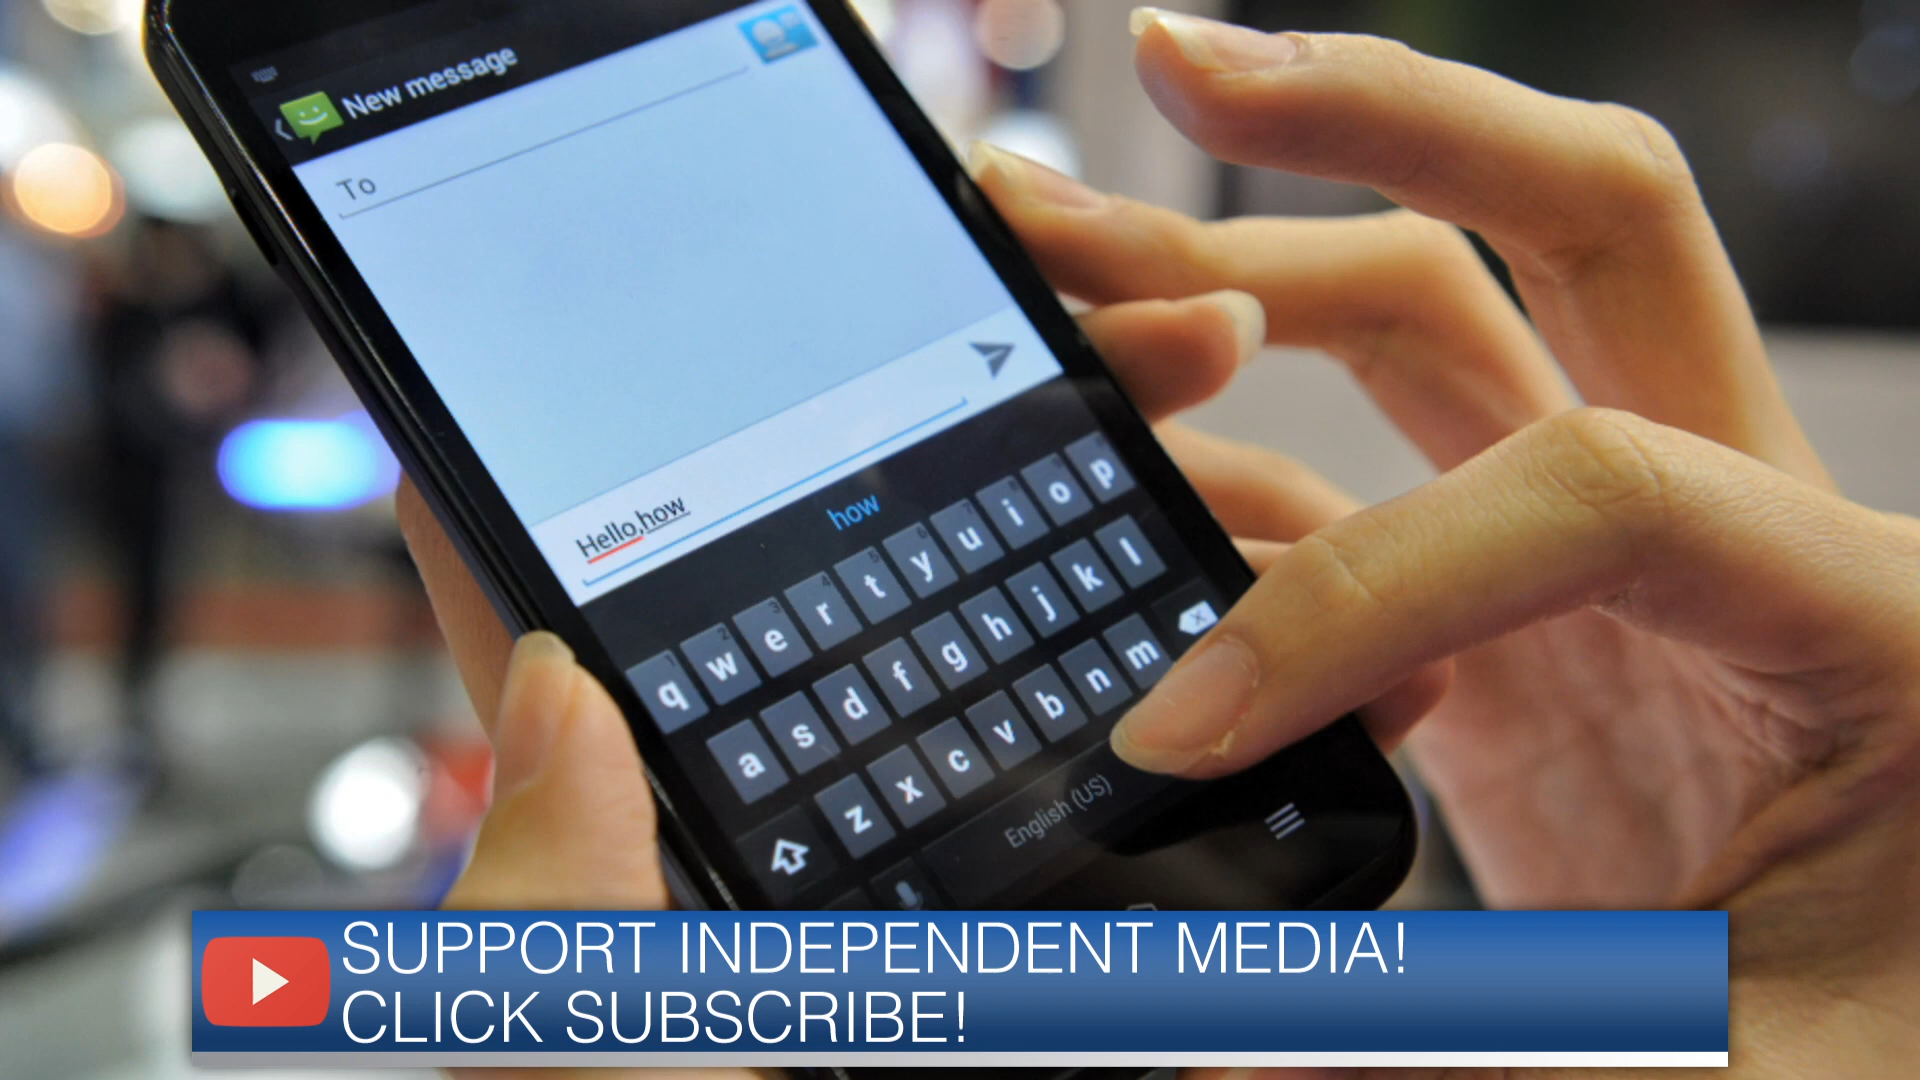 New message
To
Hello,how
how
q w e r t y u i o p
a s d f g h j k l
z x c v b n m
English (US)
SUPPORT INDEPENDENT MEDIA!
CLICK SUBSCRIBE!